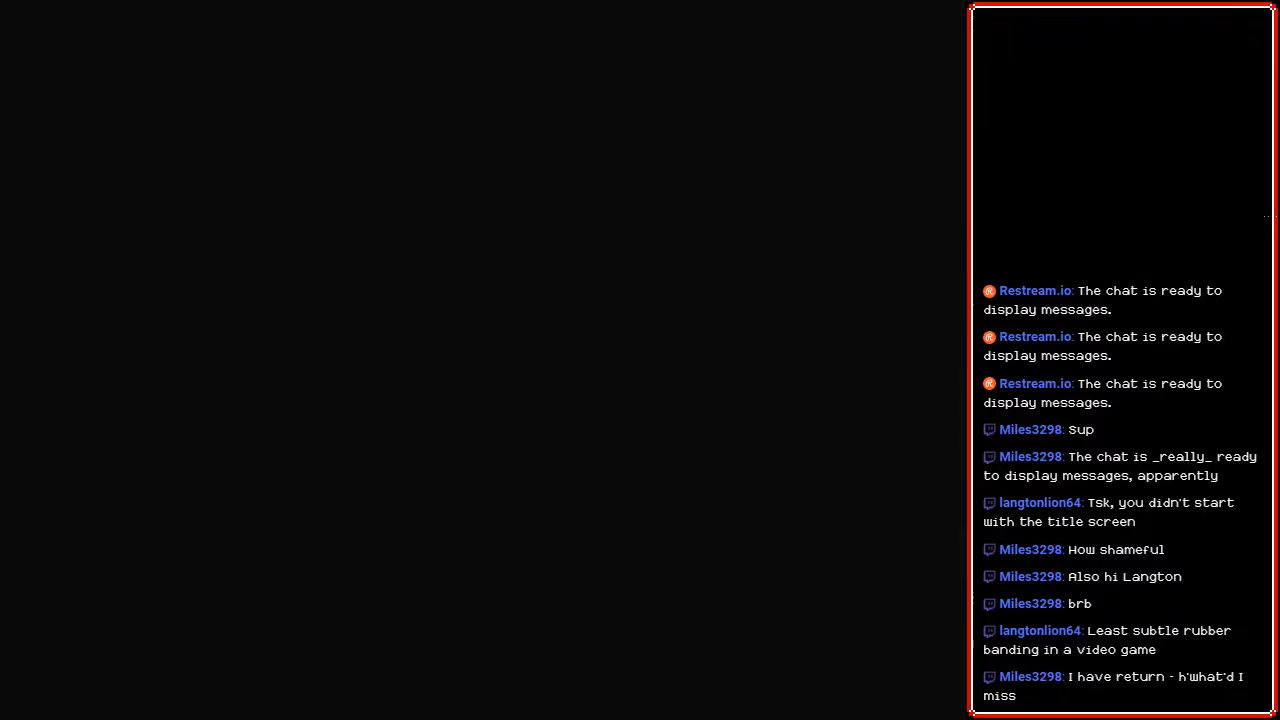 Restream.io: The chat is ready to
display messages.
Restream.io: The chat is ready to
display messages.
Restream.io: The chat is ready to
display messages.
Miles3298: Sup
Miles3298: The chat is _really_ ready
to display messages, apparently
langtonlion64: Tsk, you didn't start
with the title screen
Miles3298: How shameful
Miles3298: Also hi Langton
Miles3298: brb
langtonlion64: Least subtle rubber
banding in a video game
Miles3298: I have return - h'what'd I
miss